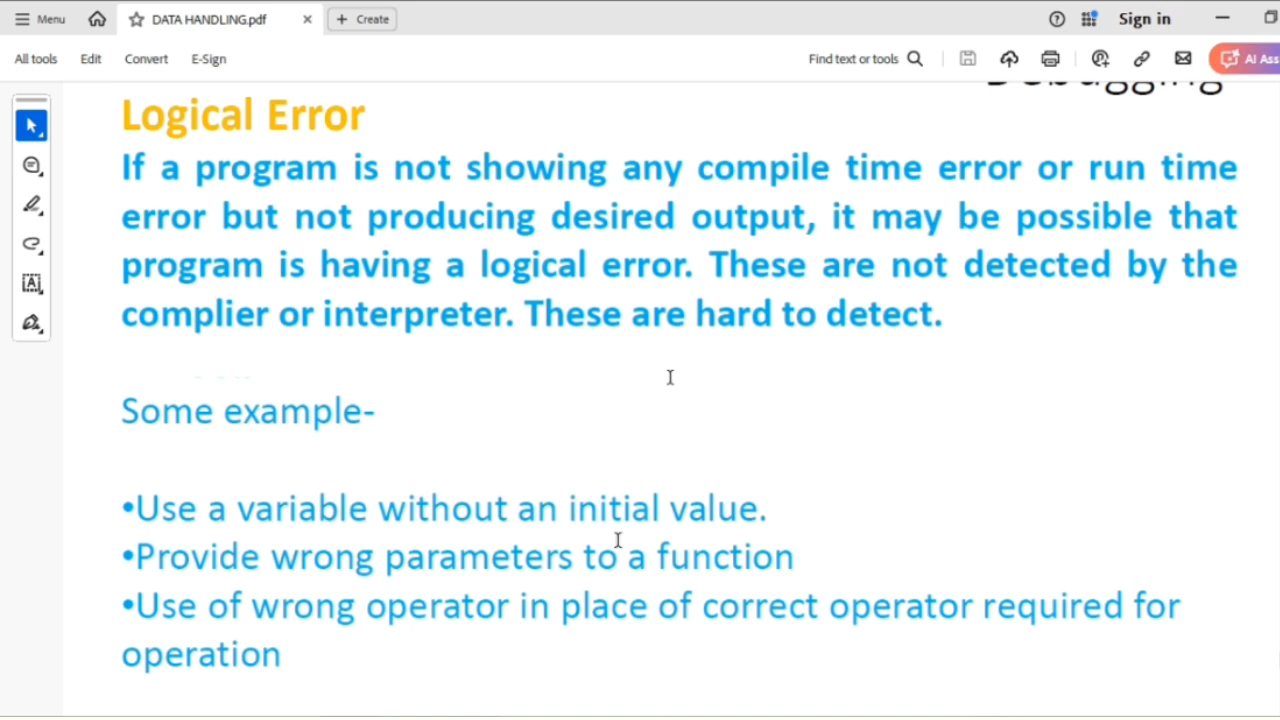 Menu
DATA HANDLING.pdf
Create
Sign in
All tools
Edit
Convert
E-Sign
Find text or tools
AI Ass
Debugging
Logical Error
If a program is not showing any compile time error or run time
error but not producing desired output, it may be possible that
program is having a logical error. These are not detected by the
complier or interpreter. These are hard to detect.
Some example-
•Use a variable without an initial value.
•Provide wrong parameters to a function
•Use of wrong operator in place of correct operator required for
operation